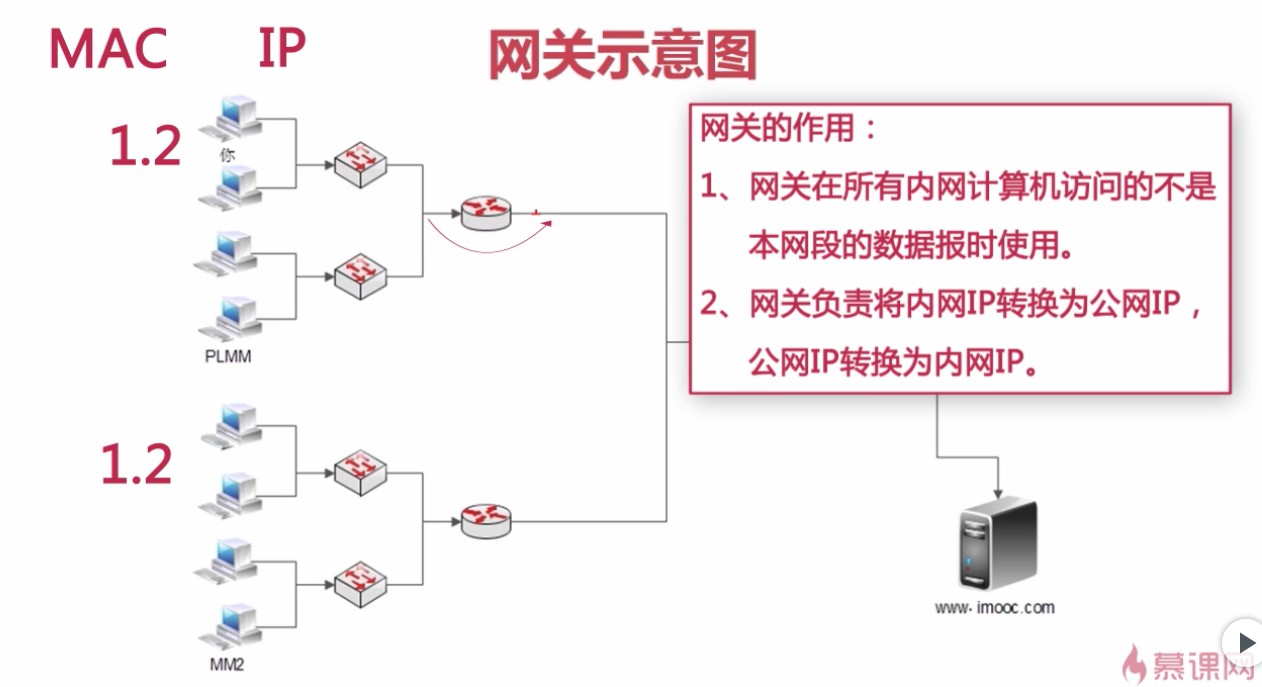 MAC IP
网关示意图
网关的作用：
1、网关在所有内网计算机访问的不是
本网段的数据报时使用。
2、网关负责将内网IP转换为公网IP，
公网IP转换为内网IP。
1.2
你
PLMM
1.2
MM2
www.imooc.com
慕课网